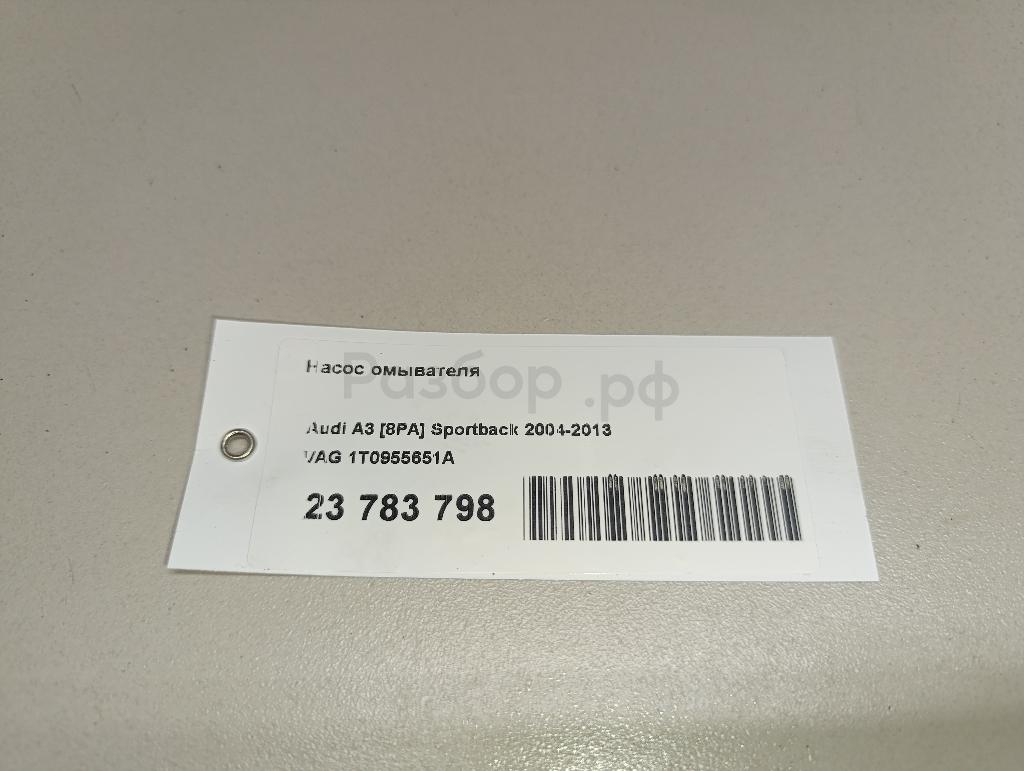 Насос омывателя
Разбор.рф
Audi A3 [8PA] Sportback 2004-2013
VAG 1T0955651A
23 783 798